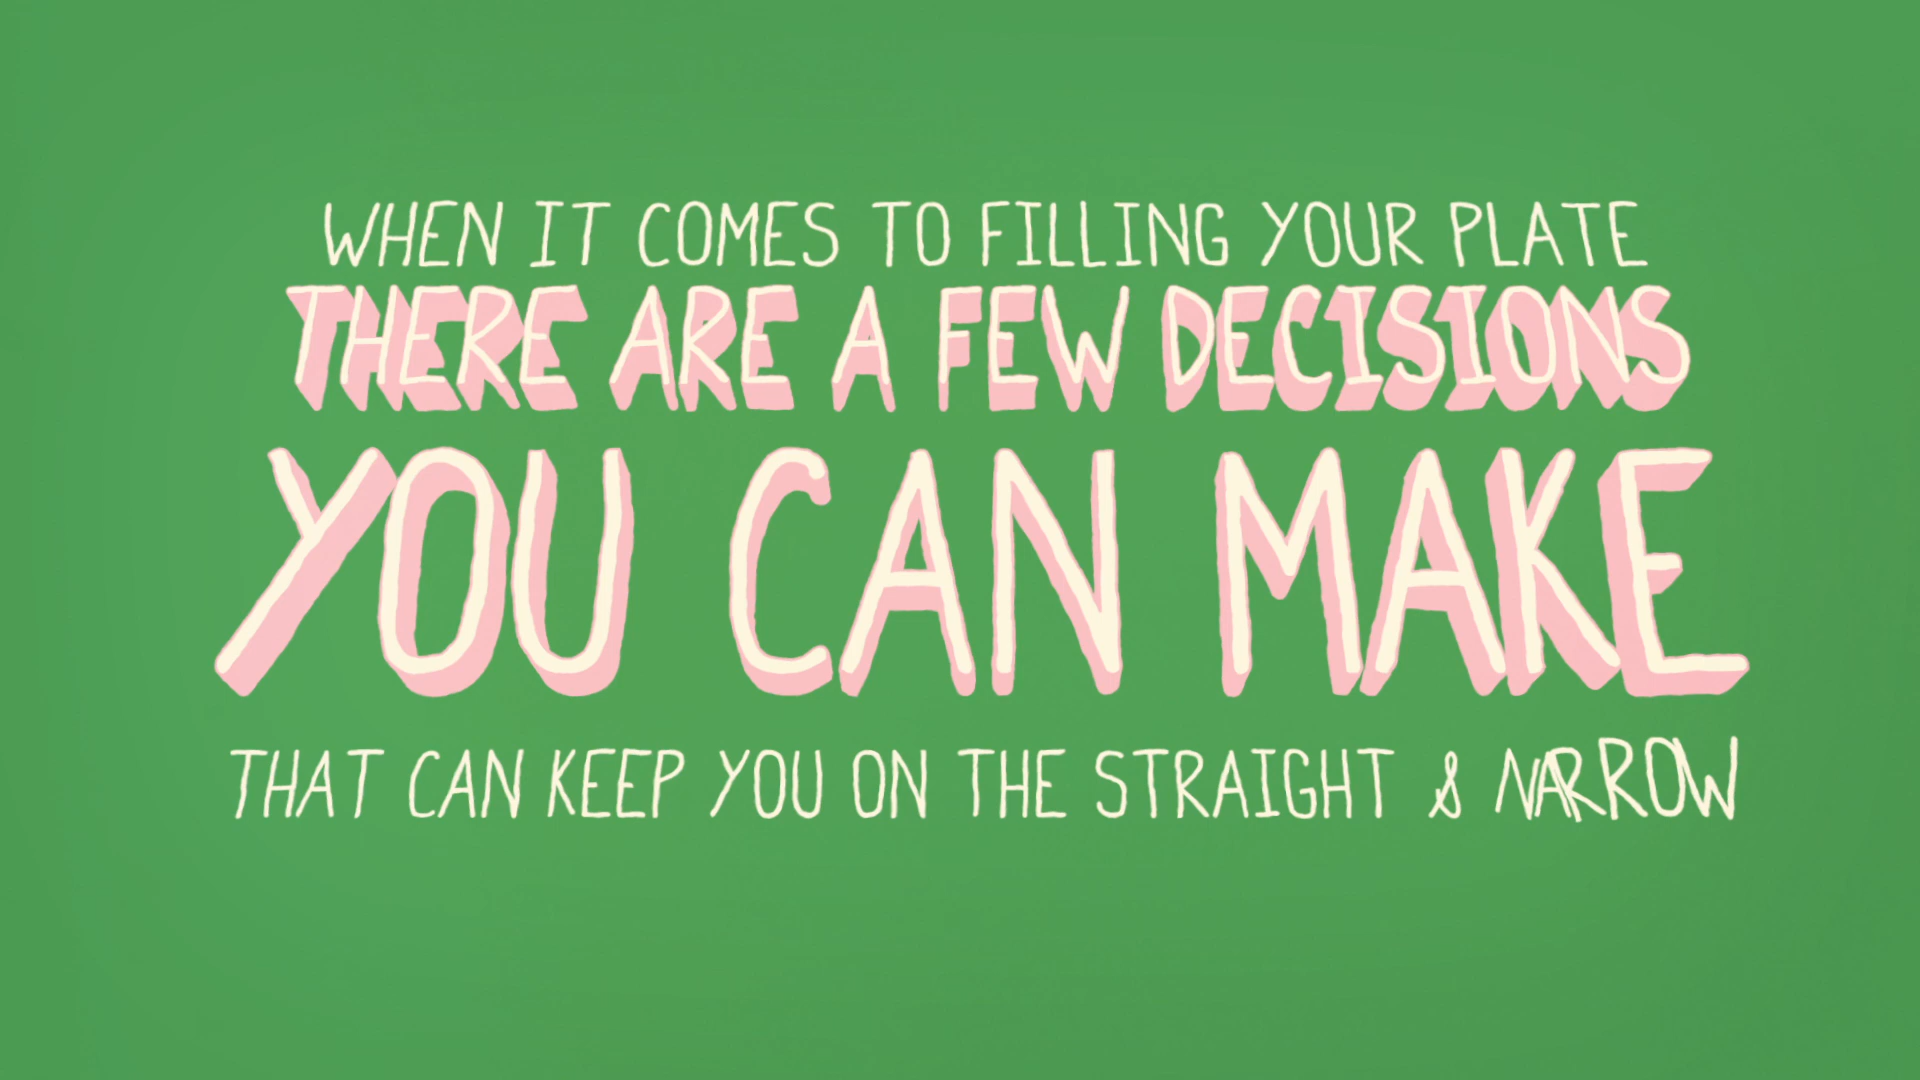 WHEN IT COMES TO FILLING YOUR PLATE
THERE ARE A FEW DECISIONS
YOU CAN MAKE
THAT CAN KEEP YOU ON THE STRAIGHT & NARROW